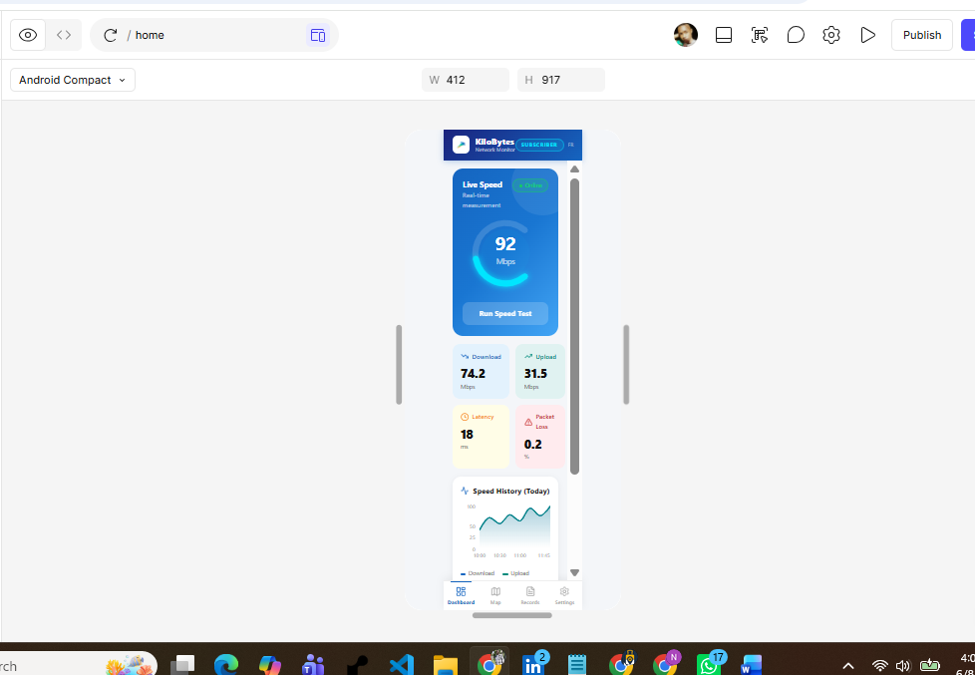 / home
Publish
Android Compact
W 412
H 917
KiloBytes
Network Monitor
SUBSCRIBER
Live Speed
Online
Real-time
measurement
92
Mbps
Run Speed Test
Download
Upload
74.2
31.5
Mbps
Mbps
Latency
Packet
Loss
18
ms
0.2
%
Speed History (Today)
100
50
25
0
10:00
10:30
11:00
11:45
Download
Upload
Dashboard
Map
Records
Settings
rch
2
N
17
4:0
6/8